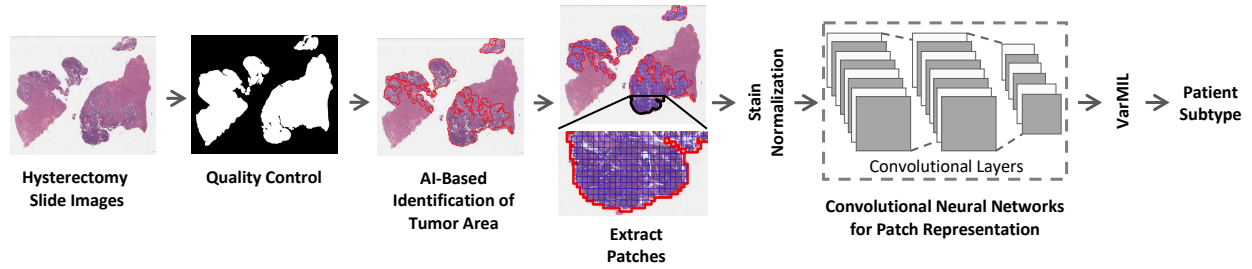 Hysterectomy
Slide Images
Quality Control
AI-Based
Identification of
Tumor Area
Extract
Patches
Stain
Normalization
Convolutional Layers
Convolutional Neural Networks
for Patch Representation
VarMIL
Patient
Subtype